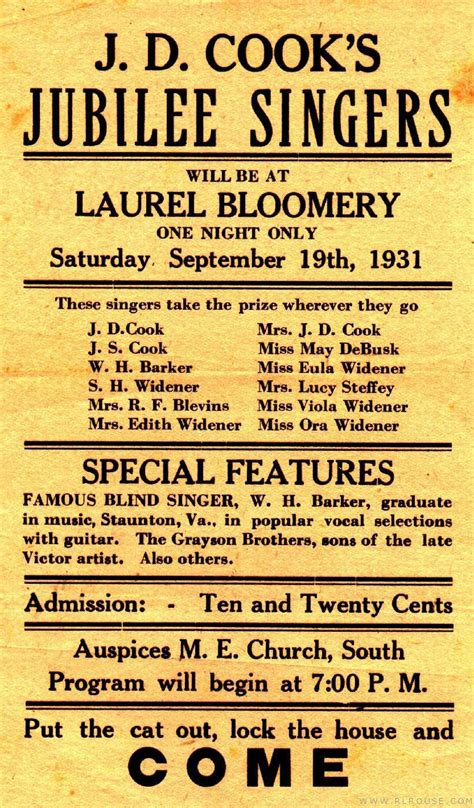 J. D. COOK'S
JUBILEE SINGERS
WILL BE AT
LAUREL BLOOMERY
ONE NIGHT ONLY
Saturday. September 19th, 1931
These singers take the prize wherever they go
J. D.Cook Mrs. J. D. Cook
J. S. Cook Miss May DeBusk
W. H. Barker Miss Eula Widener
S. H. Widener Mrs. Lucy Steffey
Mrs. R. F. Blevins Miss Viola Widener
Mrs. Edith Widener Miss Ora Widener
SPECIAL FEATURES
FAMOUS BLIND SINGER, W. H. Barker, graduate
in music, Staunton, Va., in popular vocal selections
with guitar. The Grayson Brothers, sons of the late
Victor artist. Also others.
Admission: - Ten and Twenty Cents
Auspices M. E. Church, South
Program will begin at 7:00 P. M.
Put the cat out, lock the house and
COME
WWW.RLROUSE.COM